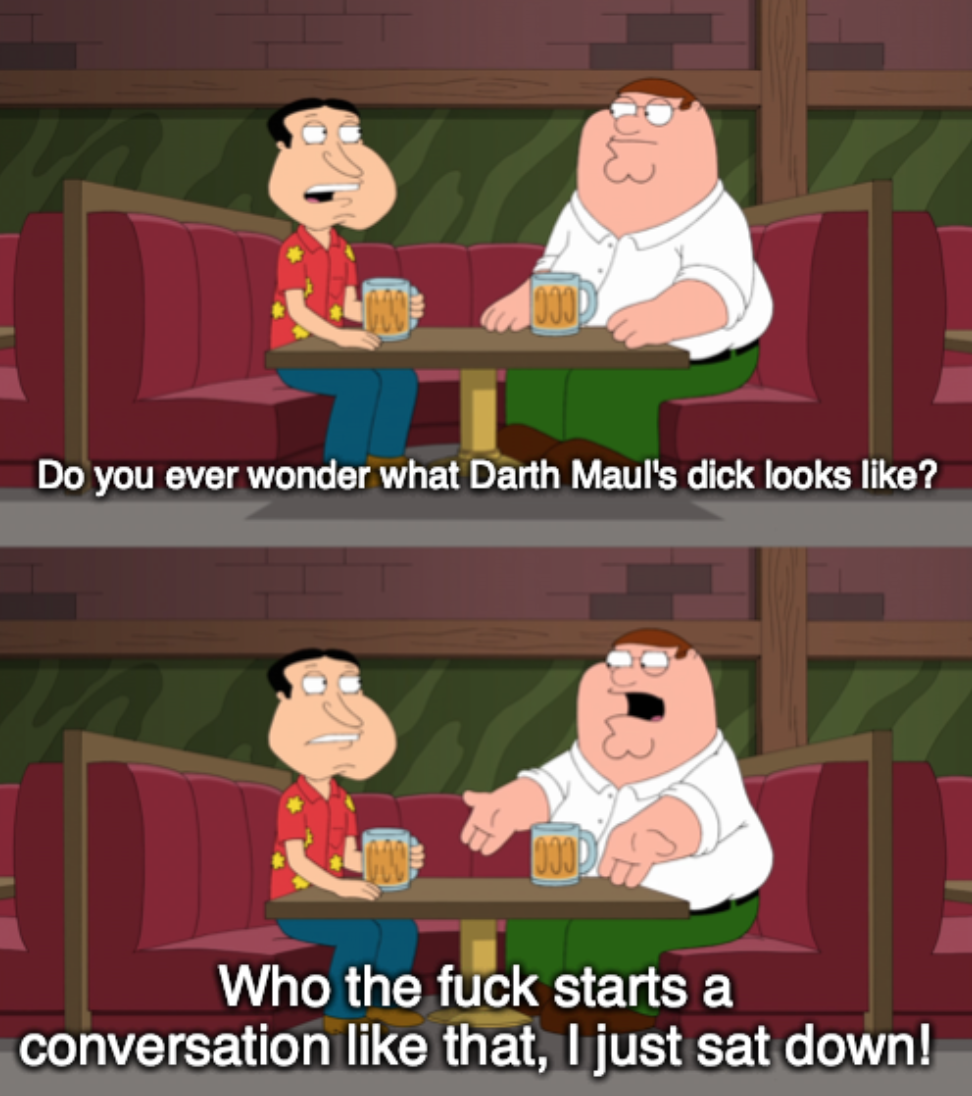 Do you ever wonder what Darth Maul's dick looks like?
Who the fuck starts a
conversation like that, I just sat down!